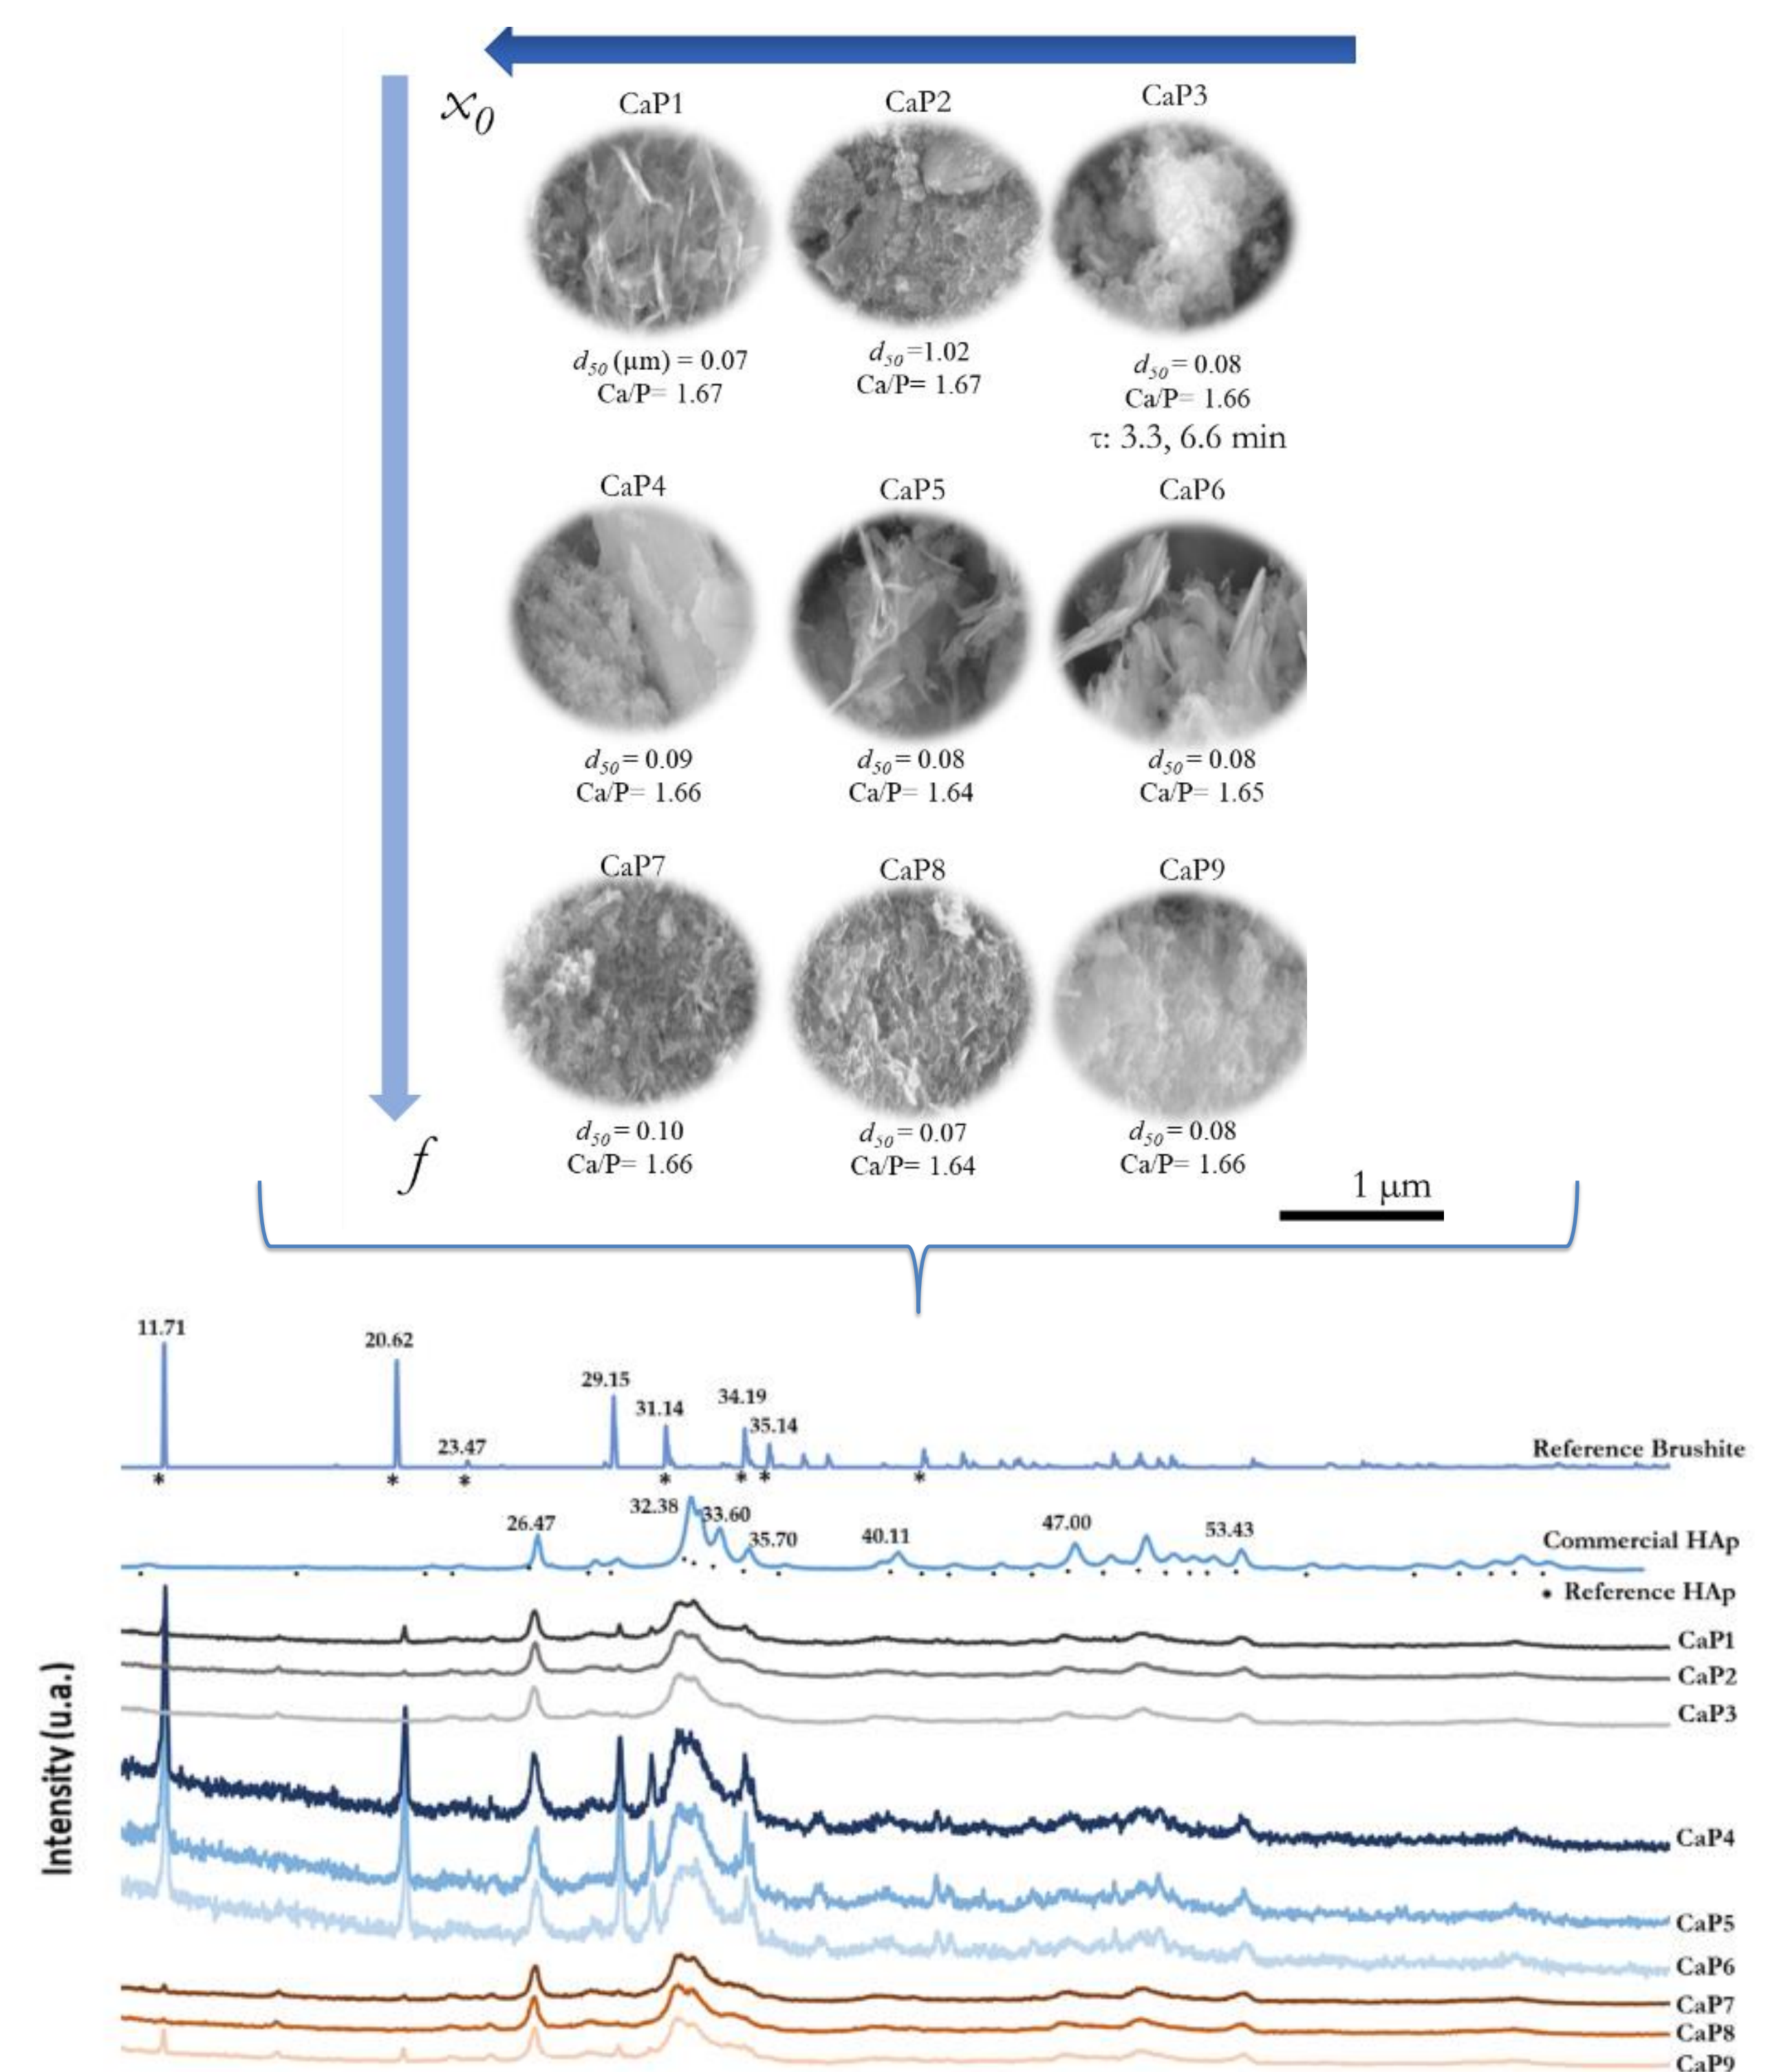 x0
CaP1 CaP2 CaP3
d50 (μm) = 0.07
Ca/P= 1.67
d50=1.02
Ca/P= 1.67
d50= 0.08
Ca/P= 1.66
τ: 3.3, 6.6 min
CaP4 CaP5 CaP6
d50= 0.09
Ca/P= 1.66
d50= 0.08
Ca/P= 1.64
d50= 0.08
Ca/P= 1.65
CaP7 CaP8 CaP9
d50= 0.10
Ca/P= 1.66
d50= 0.07
Ca/P= 1.64
d50= 0.08
Ca/P= 1.66
f
1 μm
11.71
20.62
23.47
29.15
31.14
34.19
35.14
Reference Brushite
* * * * * * *
26.47
32.38
33.60
35.70
40.11
47.00
53.43
Commercial HAp
• Reference HAp
Intensity (u.a.)
CaP1
CaP2
CaP3
CaP4
CaP5
CaP6
CaP7
CaP8
CaP9